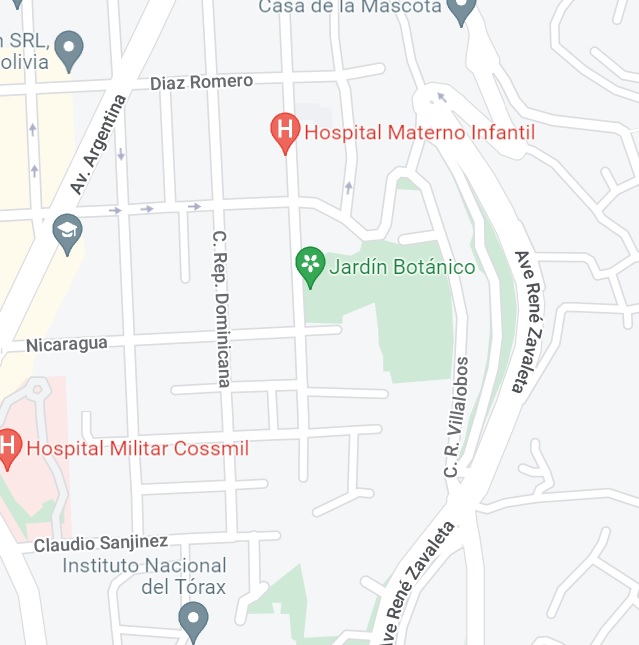 Casa de la Mascota
SRL,
olivia
Diaz Romero
Av. Argentina
H
Hospital Materno Infantil
C. Rep. Dominicana
Jardín Botánico
Ave René Zavaleta
Nicaragua
C. R. Villalobos
H
Hospital Militar Cossmil
Claudio Sanjinez
Instituto Nacional
del Tórax
Ave René Zavaleta